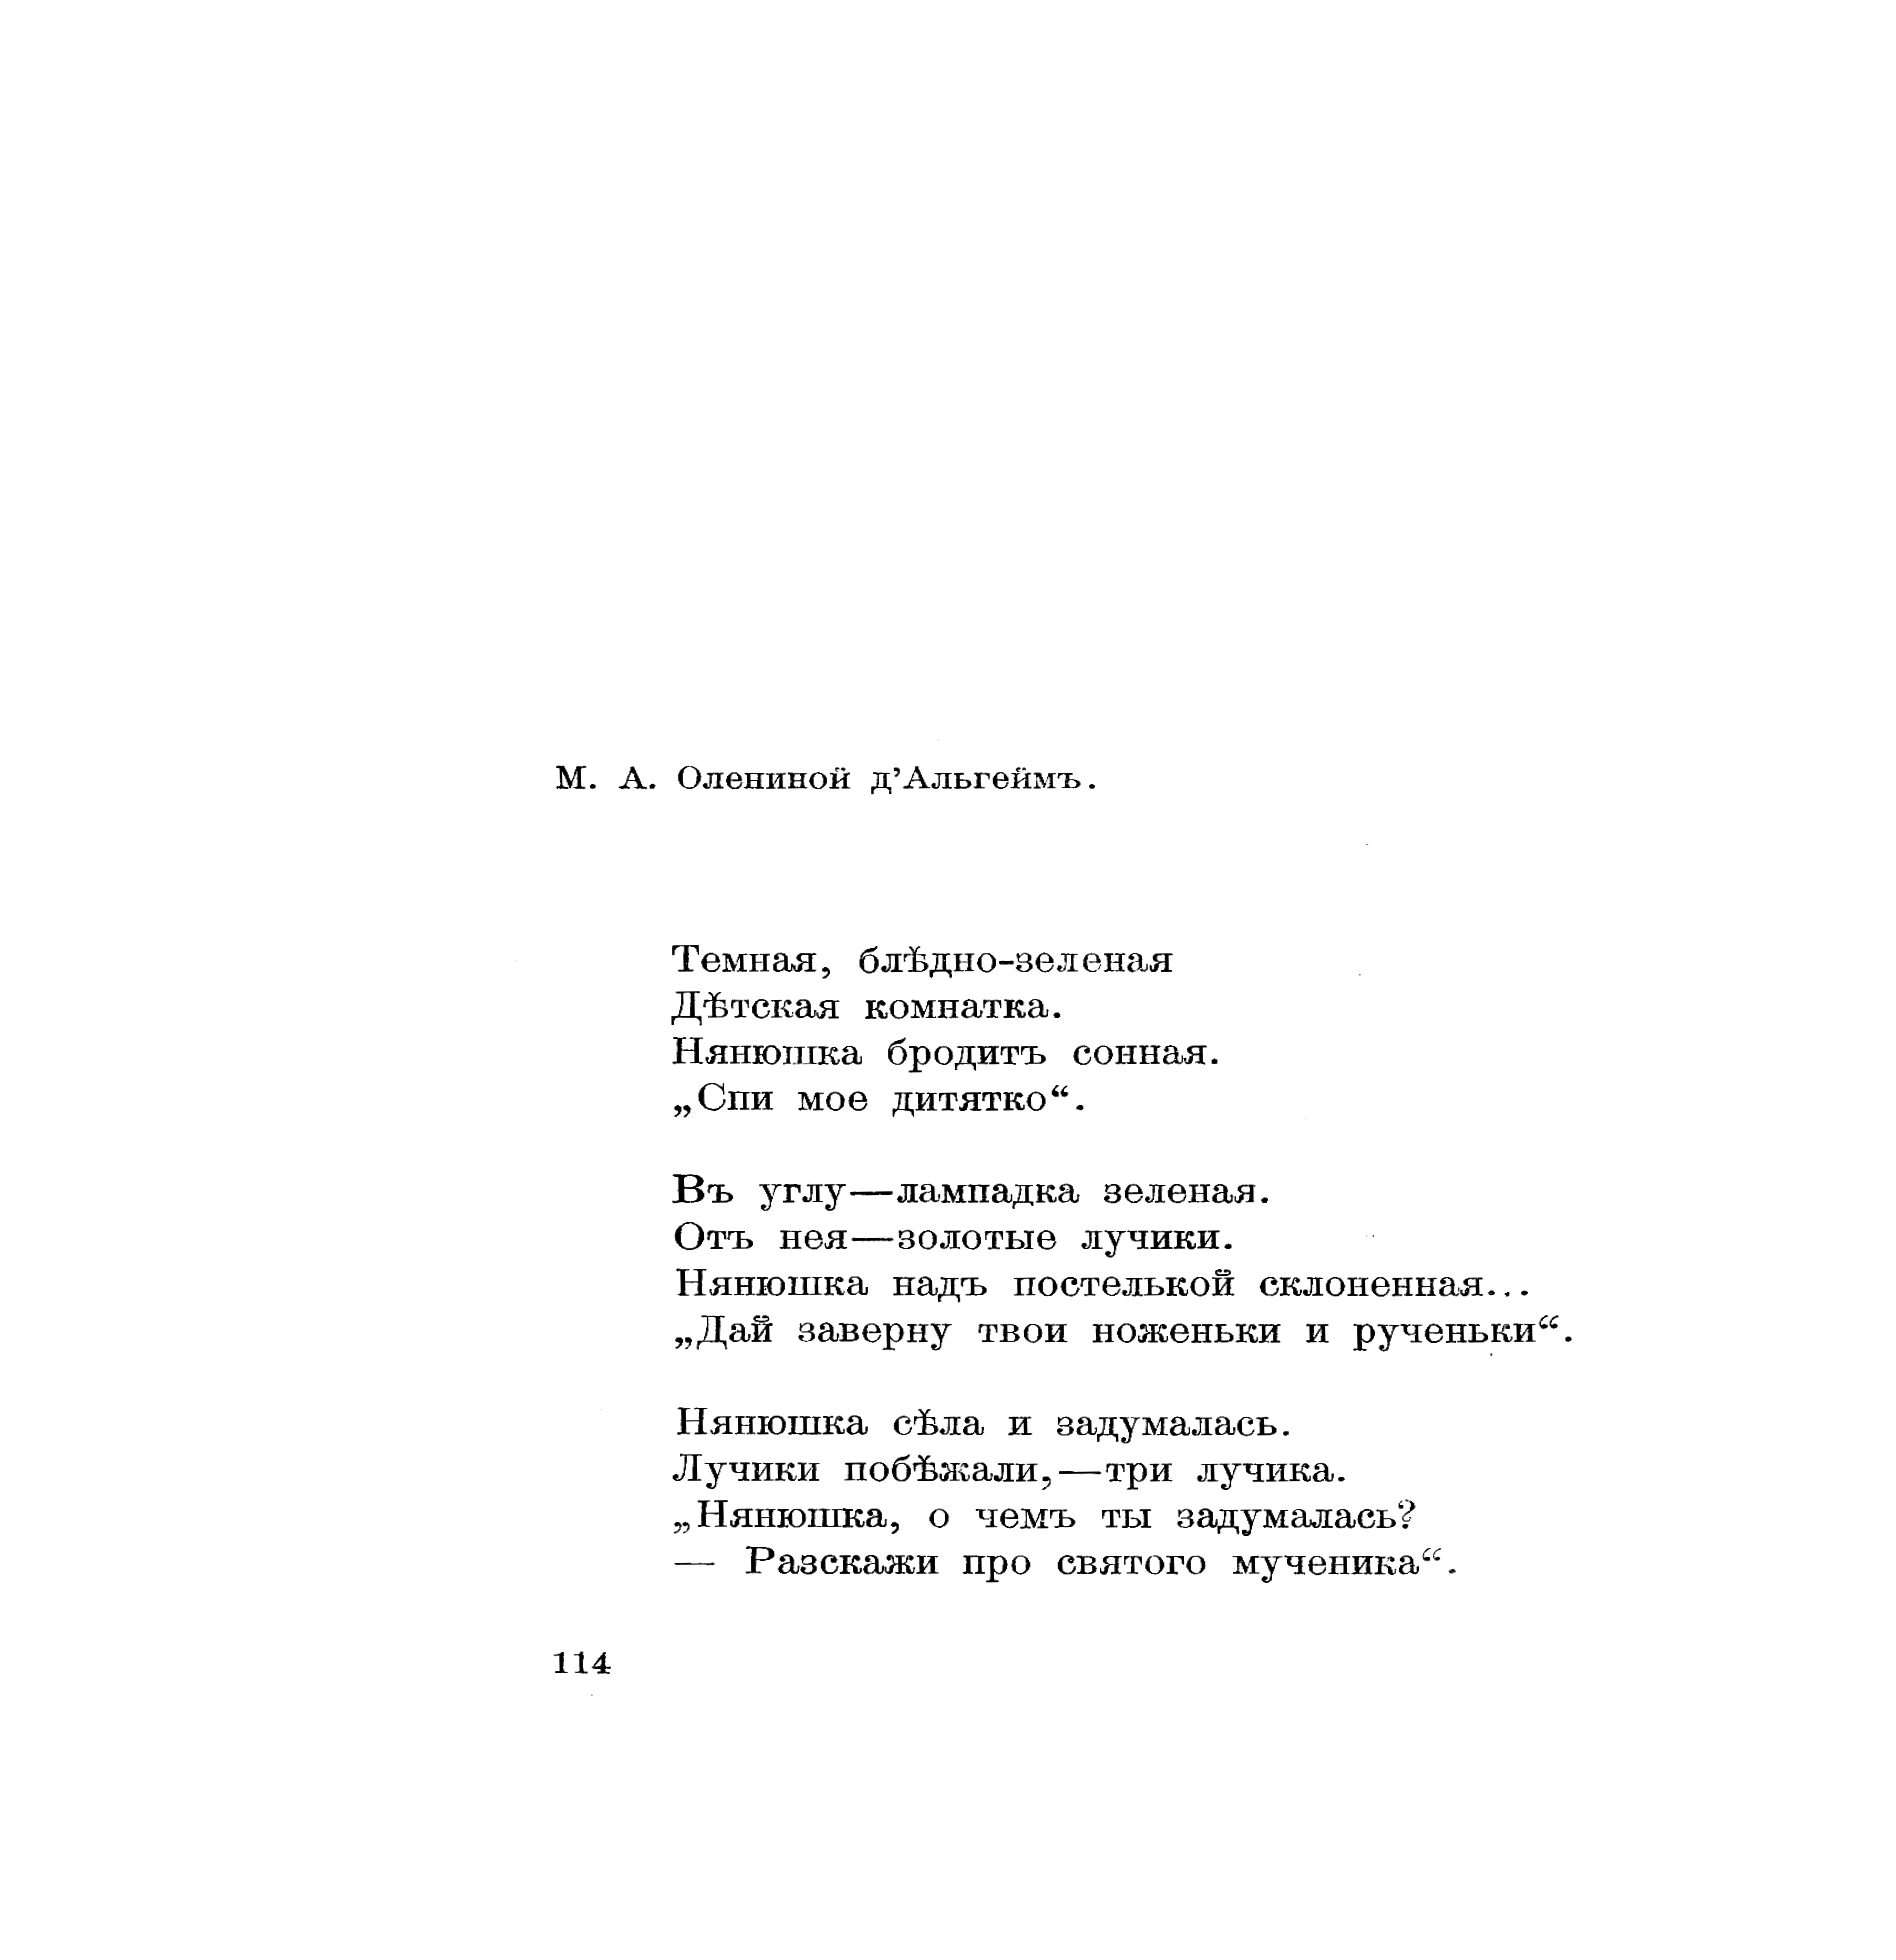 М. А. Олениной д’Альгеймъ.
Темная, блѣдно-зеленая
Дѣтская комнатка.
Нянюшка бродитъ сонная.
„Спи мое дитятко“.
Въ углу—лампадка зеленая.
Отъ нея—золотые лучики.
Нянюшка надъ постелькой склоненная...
„Дай заверну твои ноженьки и рученьки“.
Нянюшка сѣла и задумалась.
Лучики побѣжали,—три лучика.
„Нянюшка, о чемъ ты задумалась?
— Разскажи про святого мученика“.
114